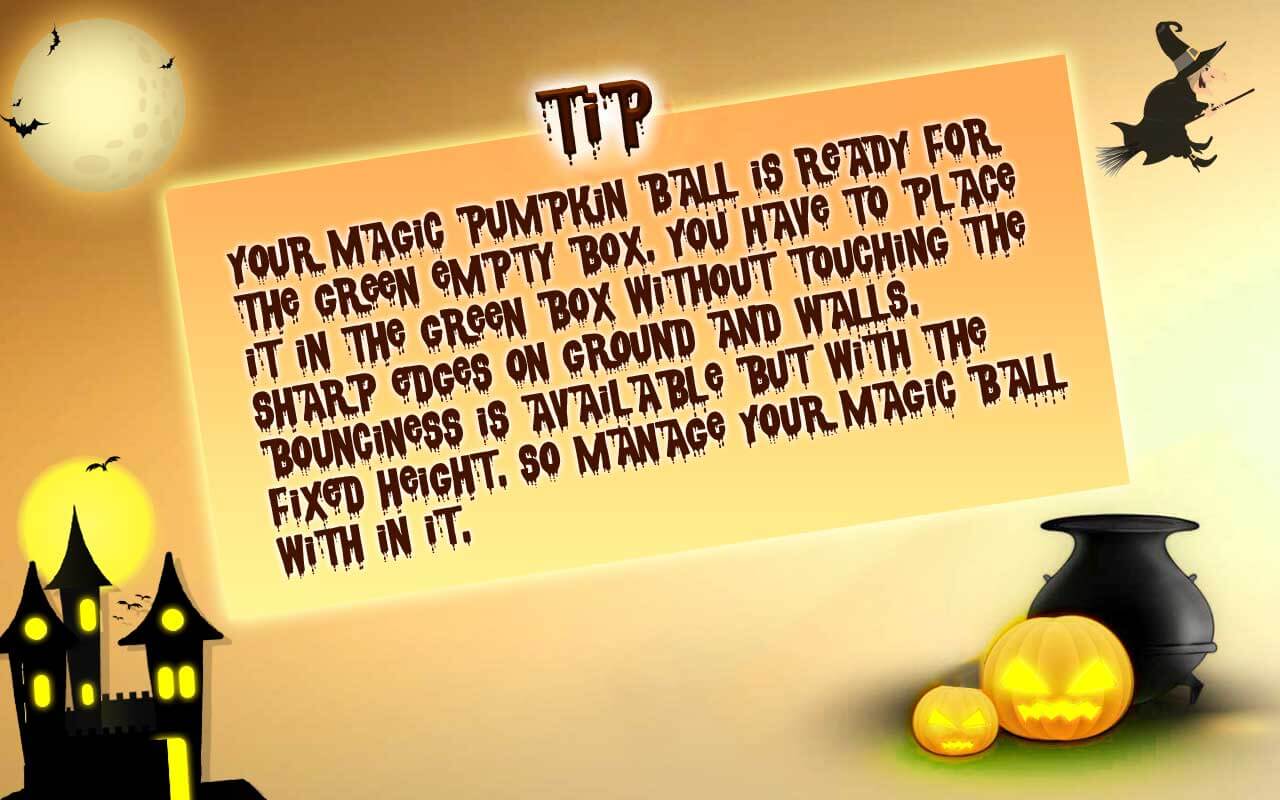 TiP
YOUR MAGiC PUMPKiN BALL iS ReADY FOR
THe GReeN eMPTY BOX. YOU HAVe TO PLACe
iT iN THe GReeN BOX WiTHOUT TOUCHiNG THe
SHARP eDGeS ON GROUND AND WALLS.
BOUNCiNeSS iS AVAiLABLe BUT WiTH THe
FiXeD HeiGHT. SO MANAGe YOUR MAGiC BALL
WiTH iN iT.